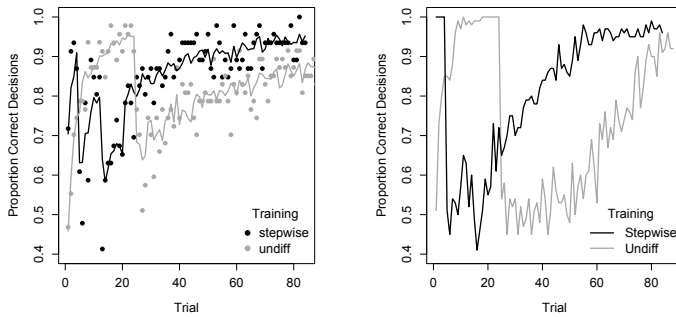 Proportion Correct Decisions
1.0
0.9
0.8
0.7
0.6
0.5
0.4
0 20 40 60 80
Trial
Training
stepwise
undiff
Proportion Correct Decisions
1.0
0.9
0.8
0.7
0.6
0.5
0.4
0 20 40 60 80
Trial
Training
Stepwise
Undiff